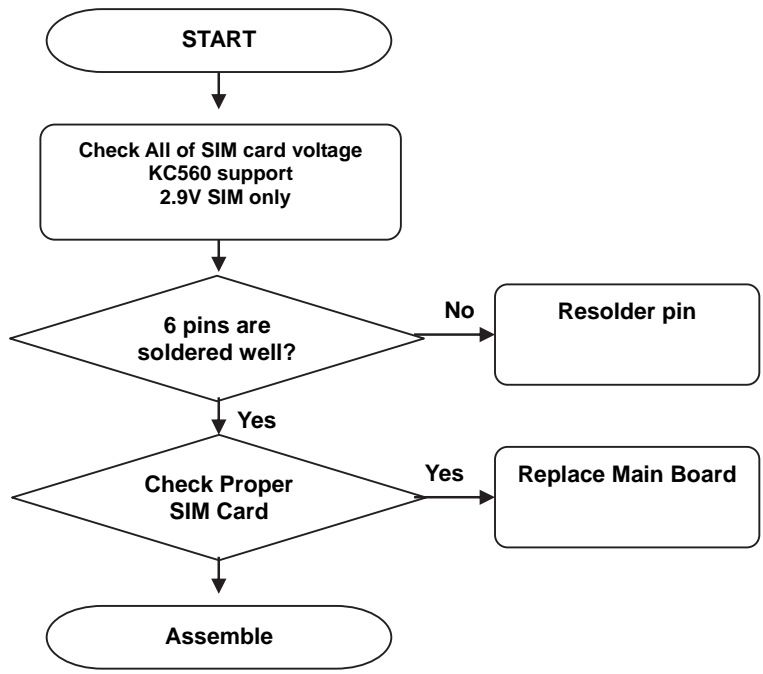 START
Check All of SIM card voltage
KC560 support
2.9V SIM only
6 pins are
soldered well?
No
Resolder pin
Yes
Check Proper
SIM Card
Yes
Replace Main Board
Assemble